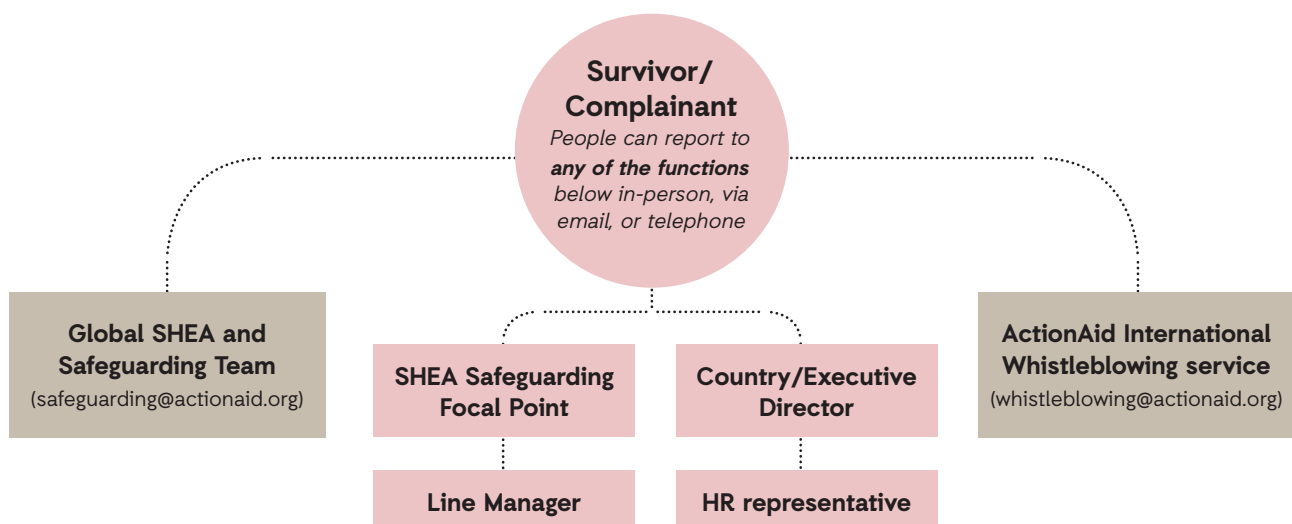 Survivor/
Complainant
People can report to
any of the functions
below in-person, via
email, or telephone
Global SHEA and
Safeguarding Team
(safeguarding@actionaid.org)
SHEA Safeguarding
Focal Point
Country/Executive
Director
ActionAid International
Whistleblowing service
(whistleblowing@actionaid.org)
Line Manager
HR representative